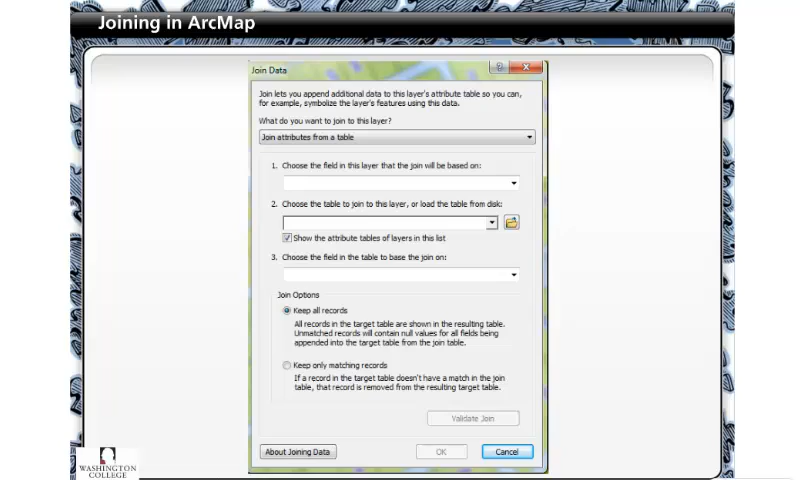 Joining in ArcMap
Join Data
Join lets you append additional data to this layer's attribute table so you can,
for example, symbolize the layer's features using this data.
What do you want to join to this layer?
Join attributes from a table
1. Choose the field in this layer that the join will be based on:
2. Choose the table to join to this layer, or load the table from disk:
Show the attribute tables of layers in this list
3. Choose the field in the table to base the join on:
Join Options
Keep all records
All records in the target table are shown in the resulting table.
Unmatched records will contain null values for all fields being
appended into the target table from the join table.
Keep only matching records
If a record in the target table doesn't have a match in the join
table, that record is removed from the resulting target table.
Validate Join
About Joining Data
OK
Cancel
WASHINGTON
COLLEGE